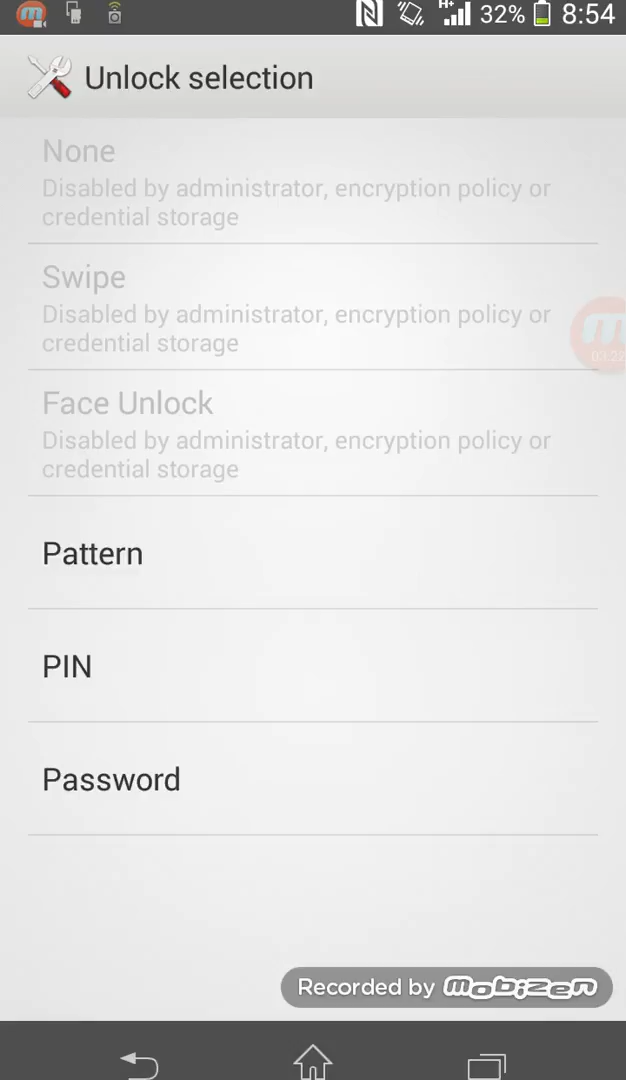 H+ 32% 8:54
Unlock selection
None
Disabled by administrator, encryption policy or
credential storage
Swipe
Disabled by administrator, encryption policy or
credential storage
03:22
Face Unlock
Disabled by administrator, encryption policy or
credential storage
Pattern
PIN
Password
Recorded by mobizen